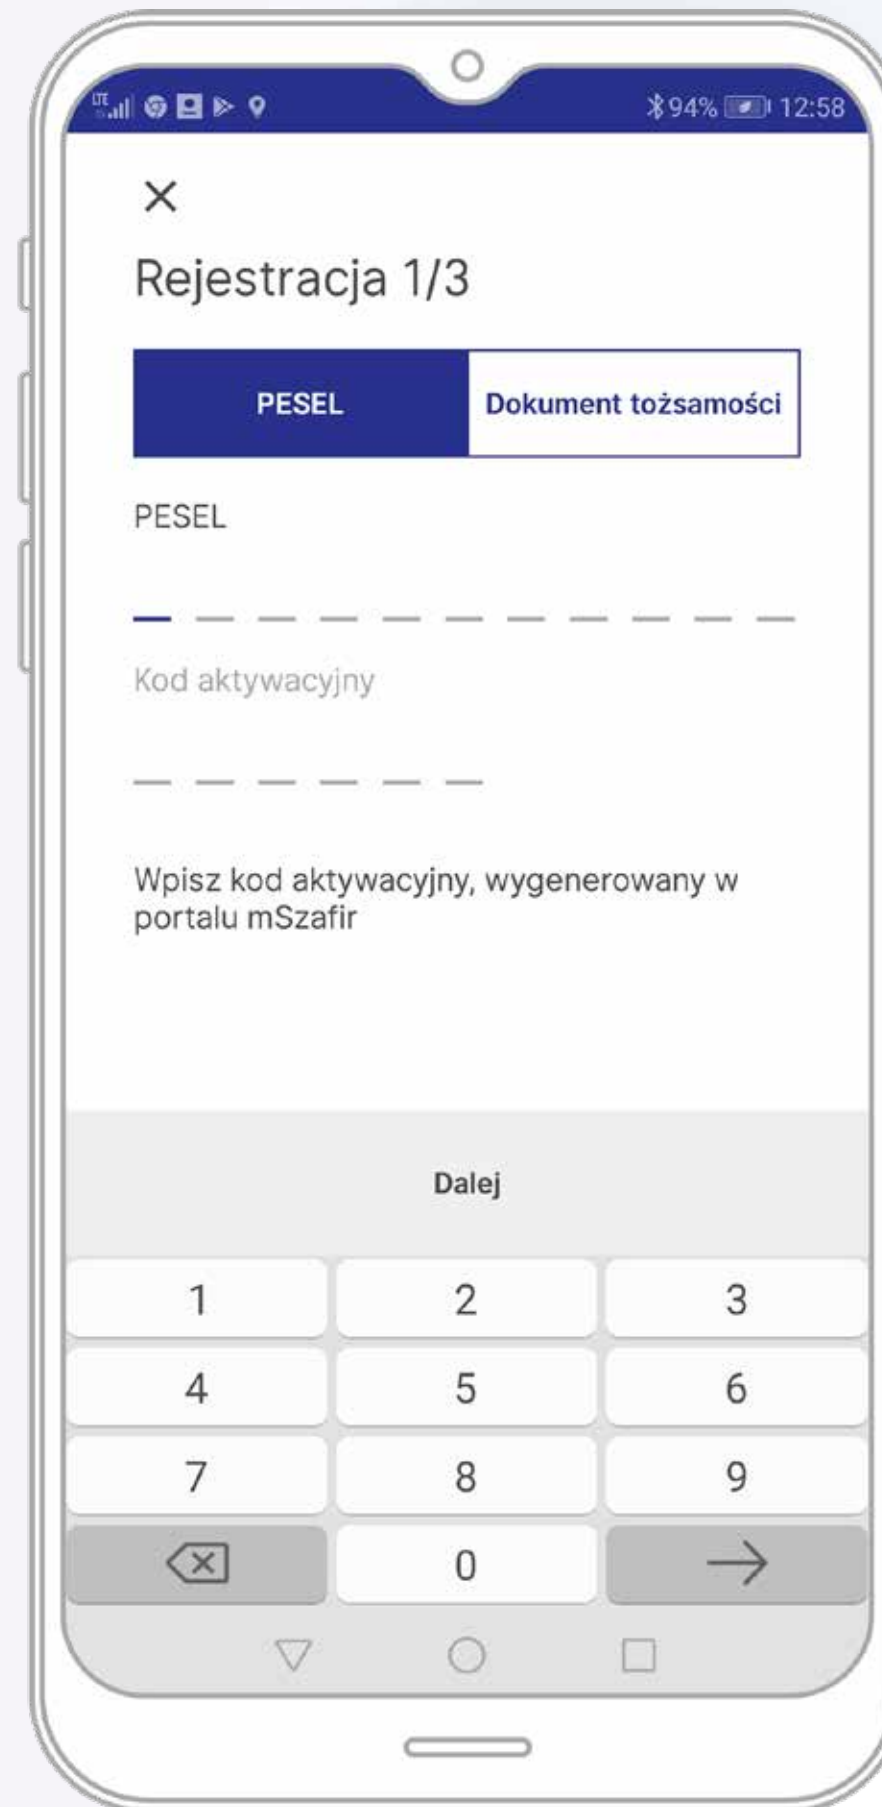 LTE 94% 12:58
Rejestracja 1/3
PESEL Dokument tożsamości
PESEL
Kod aktywacyjny
Wpisz kod aktywacyjny, wygenerowany w
portalu mSzafir
Dalej
1 2 3
4 5 6
7 8 9
0